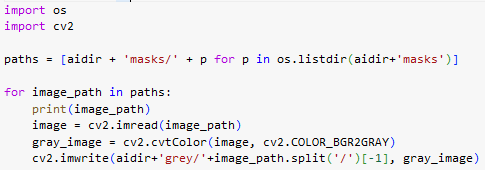 import os
import cv2

paths = [aidir + 'masks/' + p for p in os.listdir(aidir+'masks')]

for image_path in paths:
    print(image_path)
    image = cv2.imread(image_path)
    gray_image = cv2.cvtColor(image, cv2.COLOR_BGR2GRAY)
    cv2.imwrite(aidir+'grey/'+image_path.split('/')[-1], gray_image)